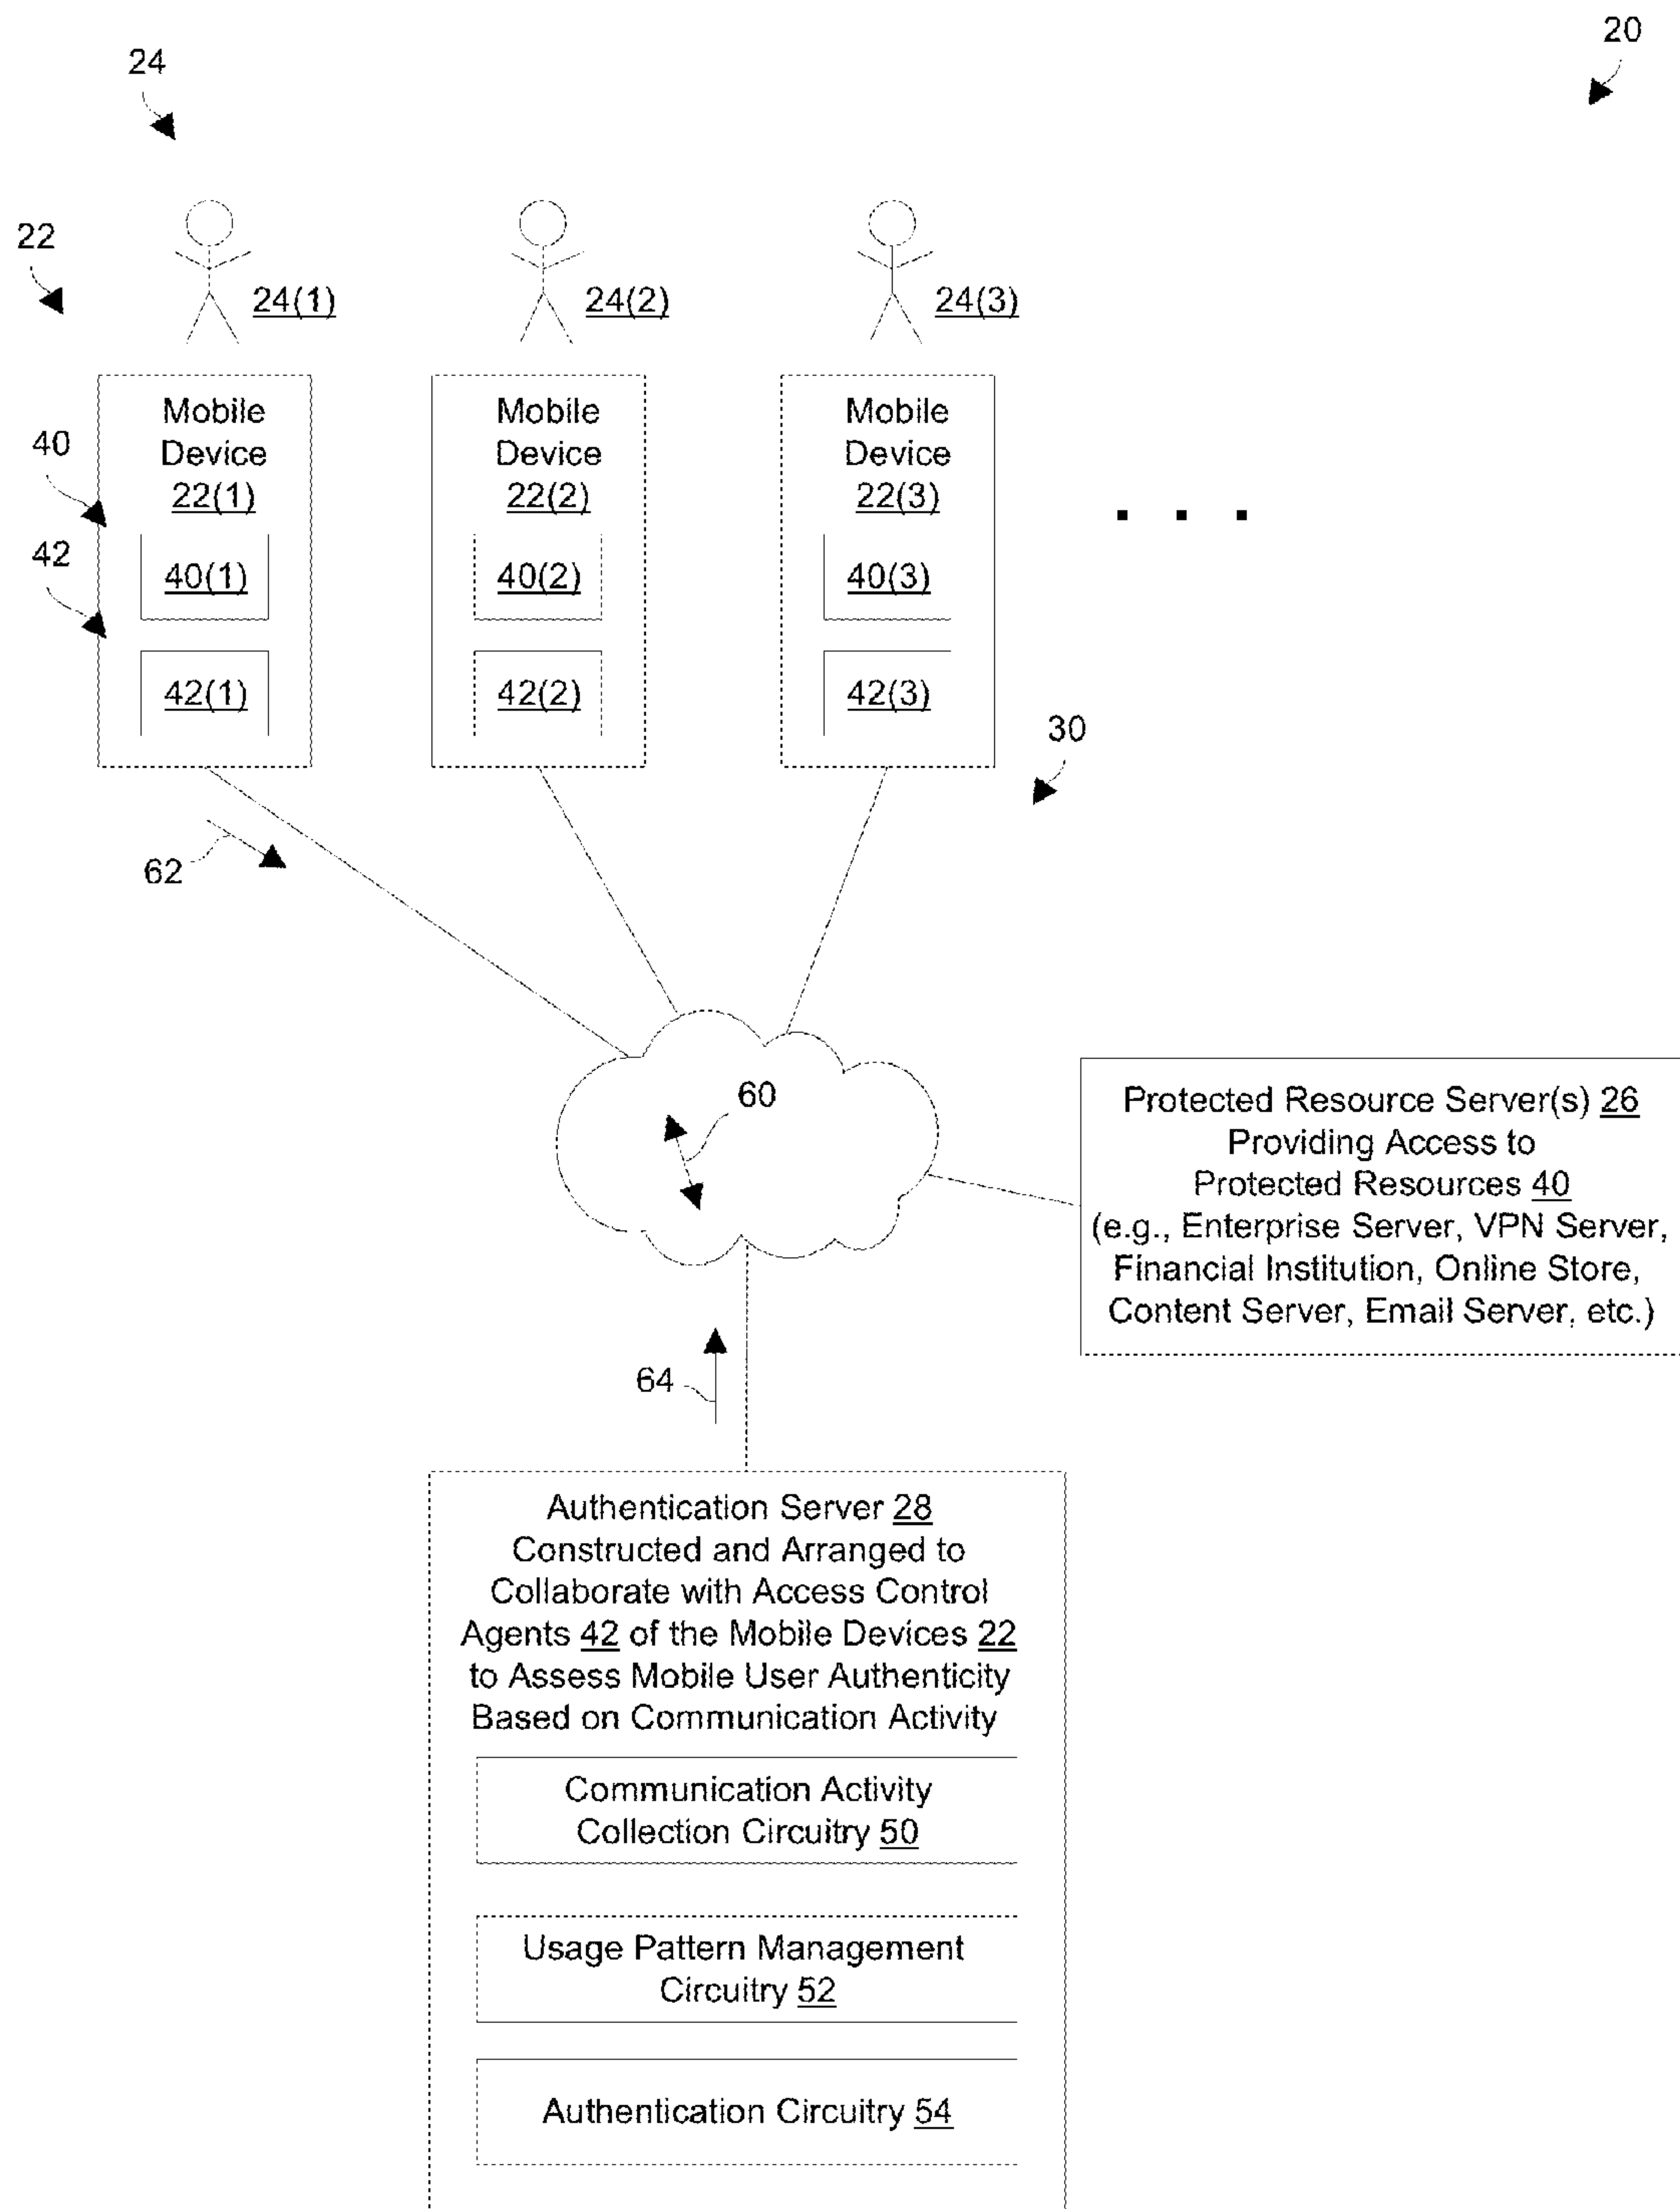 20
24
22
24(1) 24(2) 24(3)
Mobile
Device
22(1)
40(1)
42(1)
Mobile
Device
22(2)
40(2)
42(2)
Mobile
Device
22(3)
40(3)
42(3)
40
42
. . .
30
62
60
Protected Resource Server(s) 26
Providing Access to
Protected Resources 40
(e.g., Enterprise Server, VPN Server,
Financial Institution, Online Store,
Content Server, Email Server, etc.)
64
Authentication Server 28
Constructed and Arranged to
Collaborate with Access Control
Agents 42 of the Mobile Devices 22
to Assess Mobile User Authenticity
Based on Communication Activity
Communication Activity
Collection Circuitry 50
Usage Pattern Management
Circuitry 52
Authentication Circuitry 54